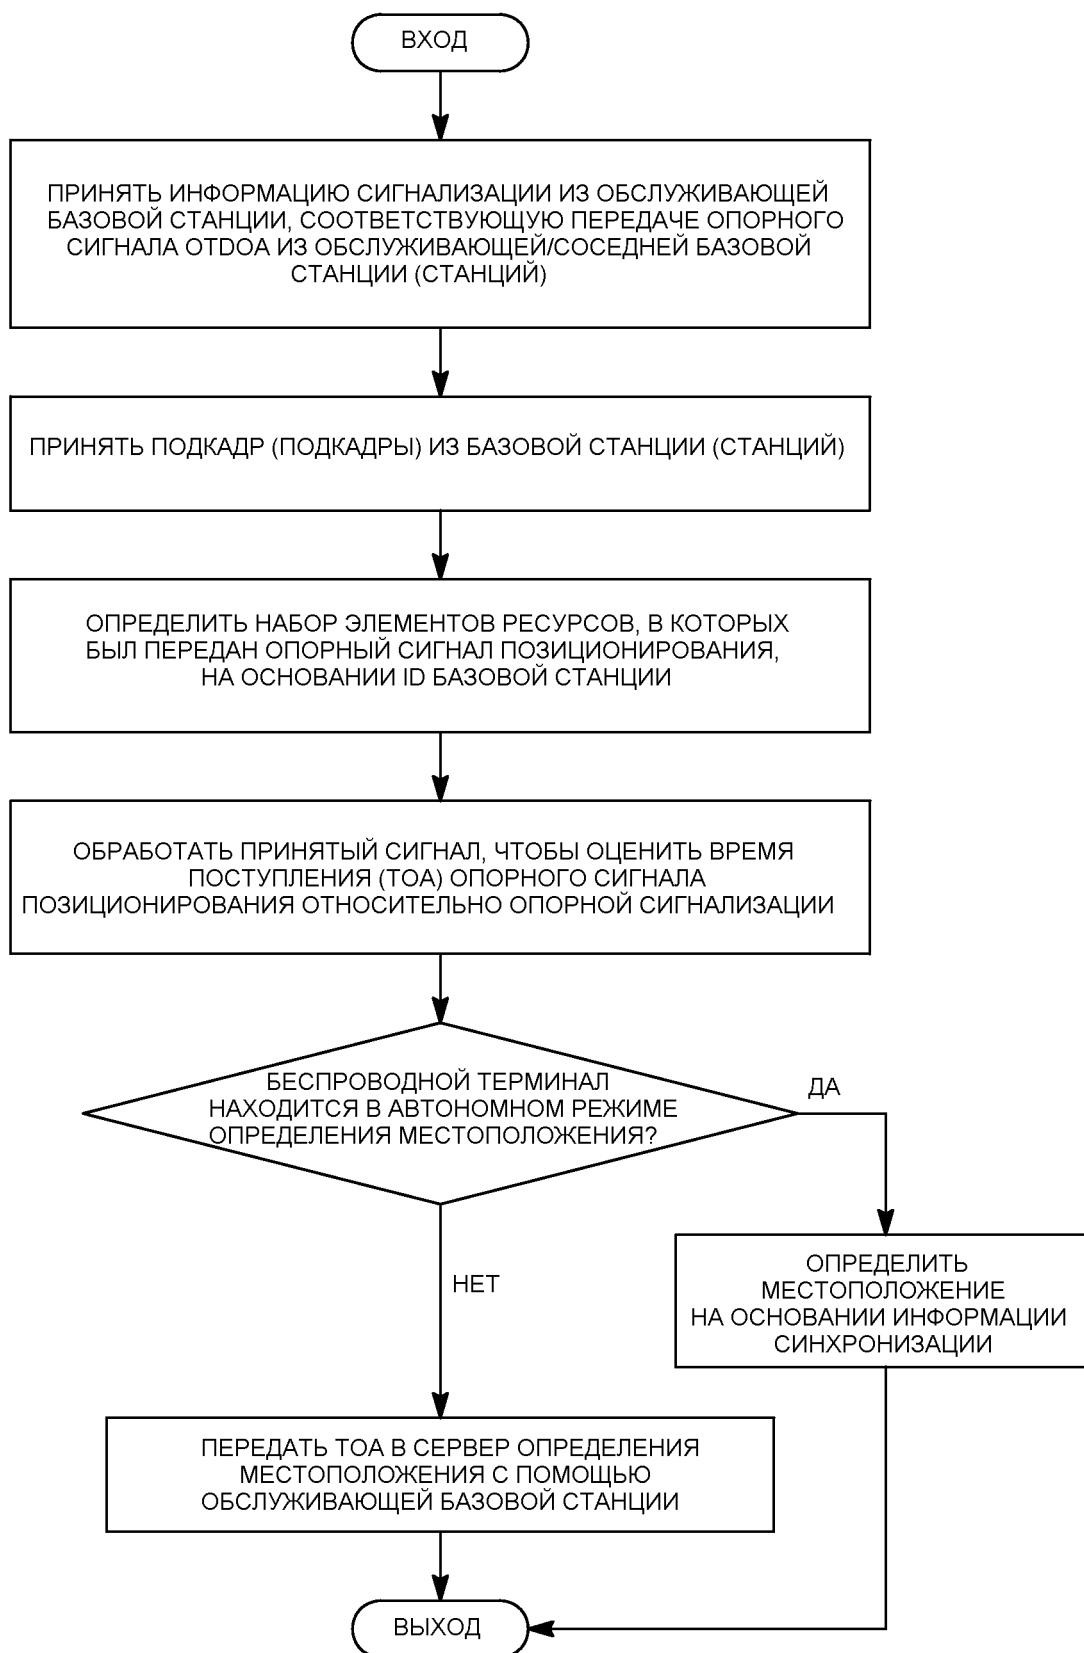 ВХОД
ПРИНЯТЬ ИНФОРМАЦИЮ СИГНАЛИЗАЦИИ ИЗ ОБСЛУЖИВАЮЩЕЙ
БАЗОВОЙ СТАНЦИИ, СООТВЕТСТВУЮЩУЮ ПЕРЕДАЧЕ ОПОРНОГО
СИГНАЛА OTDOA ИЗ ОБСЛУЖИВАЮЩЕЙ/СОСЕДНЕЙ БАЗОВОЙ
СТАНЦИИ (СТАНЦИЙ)
ПРИНЯТЬ ПОДКАДР (ПОДКАДРЫ) ИЗ БАЗОВОЙ СТАНЦИИ (СТАНЦИЙ)
ОПРЕДЕЛИТЬ НАБОР ЭЛЕМЕНТОВ РЕСУРСОВ, В КОТОРЫХ
БЫЛ ПЕРЕДАН ОПОРНЫЙ СИГНАЛ ПОЗИЦИОНИРОВАНИЯ,
НА ОСНОВАНИИ ID БАЗОВОЙ СТАНЦИИ
ОБРАБОТАТЬ ПРИНЯТЫЙ СИГНАЛ, ЧТОБЫ ОЦЕНИТЬ ВРЕМЯ
ПОСТУПЛЕНИЯ (TOA) ОПОРНОГО СИГНАЛА
ПОЗИЦИОНИРОВАНИЯ ОТНОСИТЕЛЬНО ОПОРНОЙ СИГНАЛИЗАЦИИ
БЕСПРОВОДНОЙ ТЕРМИНАЛ
НАХОДИТСЯ В АВТОНОМНОМ РЕЖИМЕ
ОПРЕДЕЛЕНИЯ МЕСТОПОЛОЖЕНИЯ?
ДА
НЕТ
ОПРЕДЕЛИТЬ
МЕСТОПОЛОЖЕНИЕ
НА ОСНОВАНИИ ИНФОРМАЦИИ
СИНХРОНИЗАЦИИ
ПЕРЕДАТЬ TOA В СЕРВЕР ОПРЕДЕЛЕНИЯ
МЕСТОПОЛОЖЕНИЯ С ПОМОЩЬЮ
ОБСЛУЖИВАЮЩЕЙ БАЗОВОЙ СТАНЦИИ
ВЫХОД